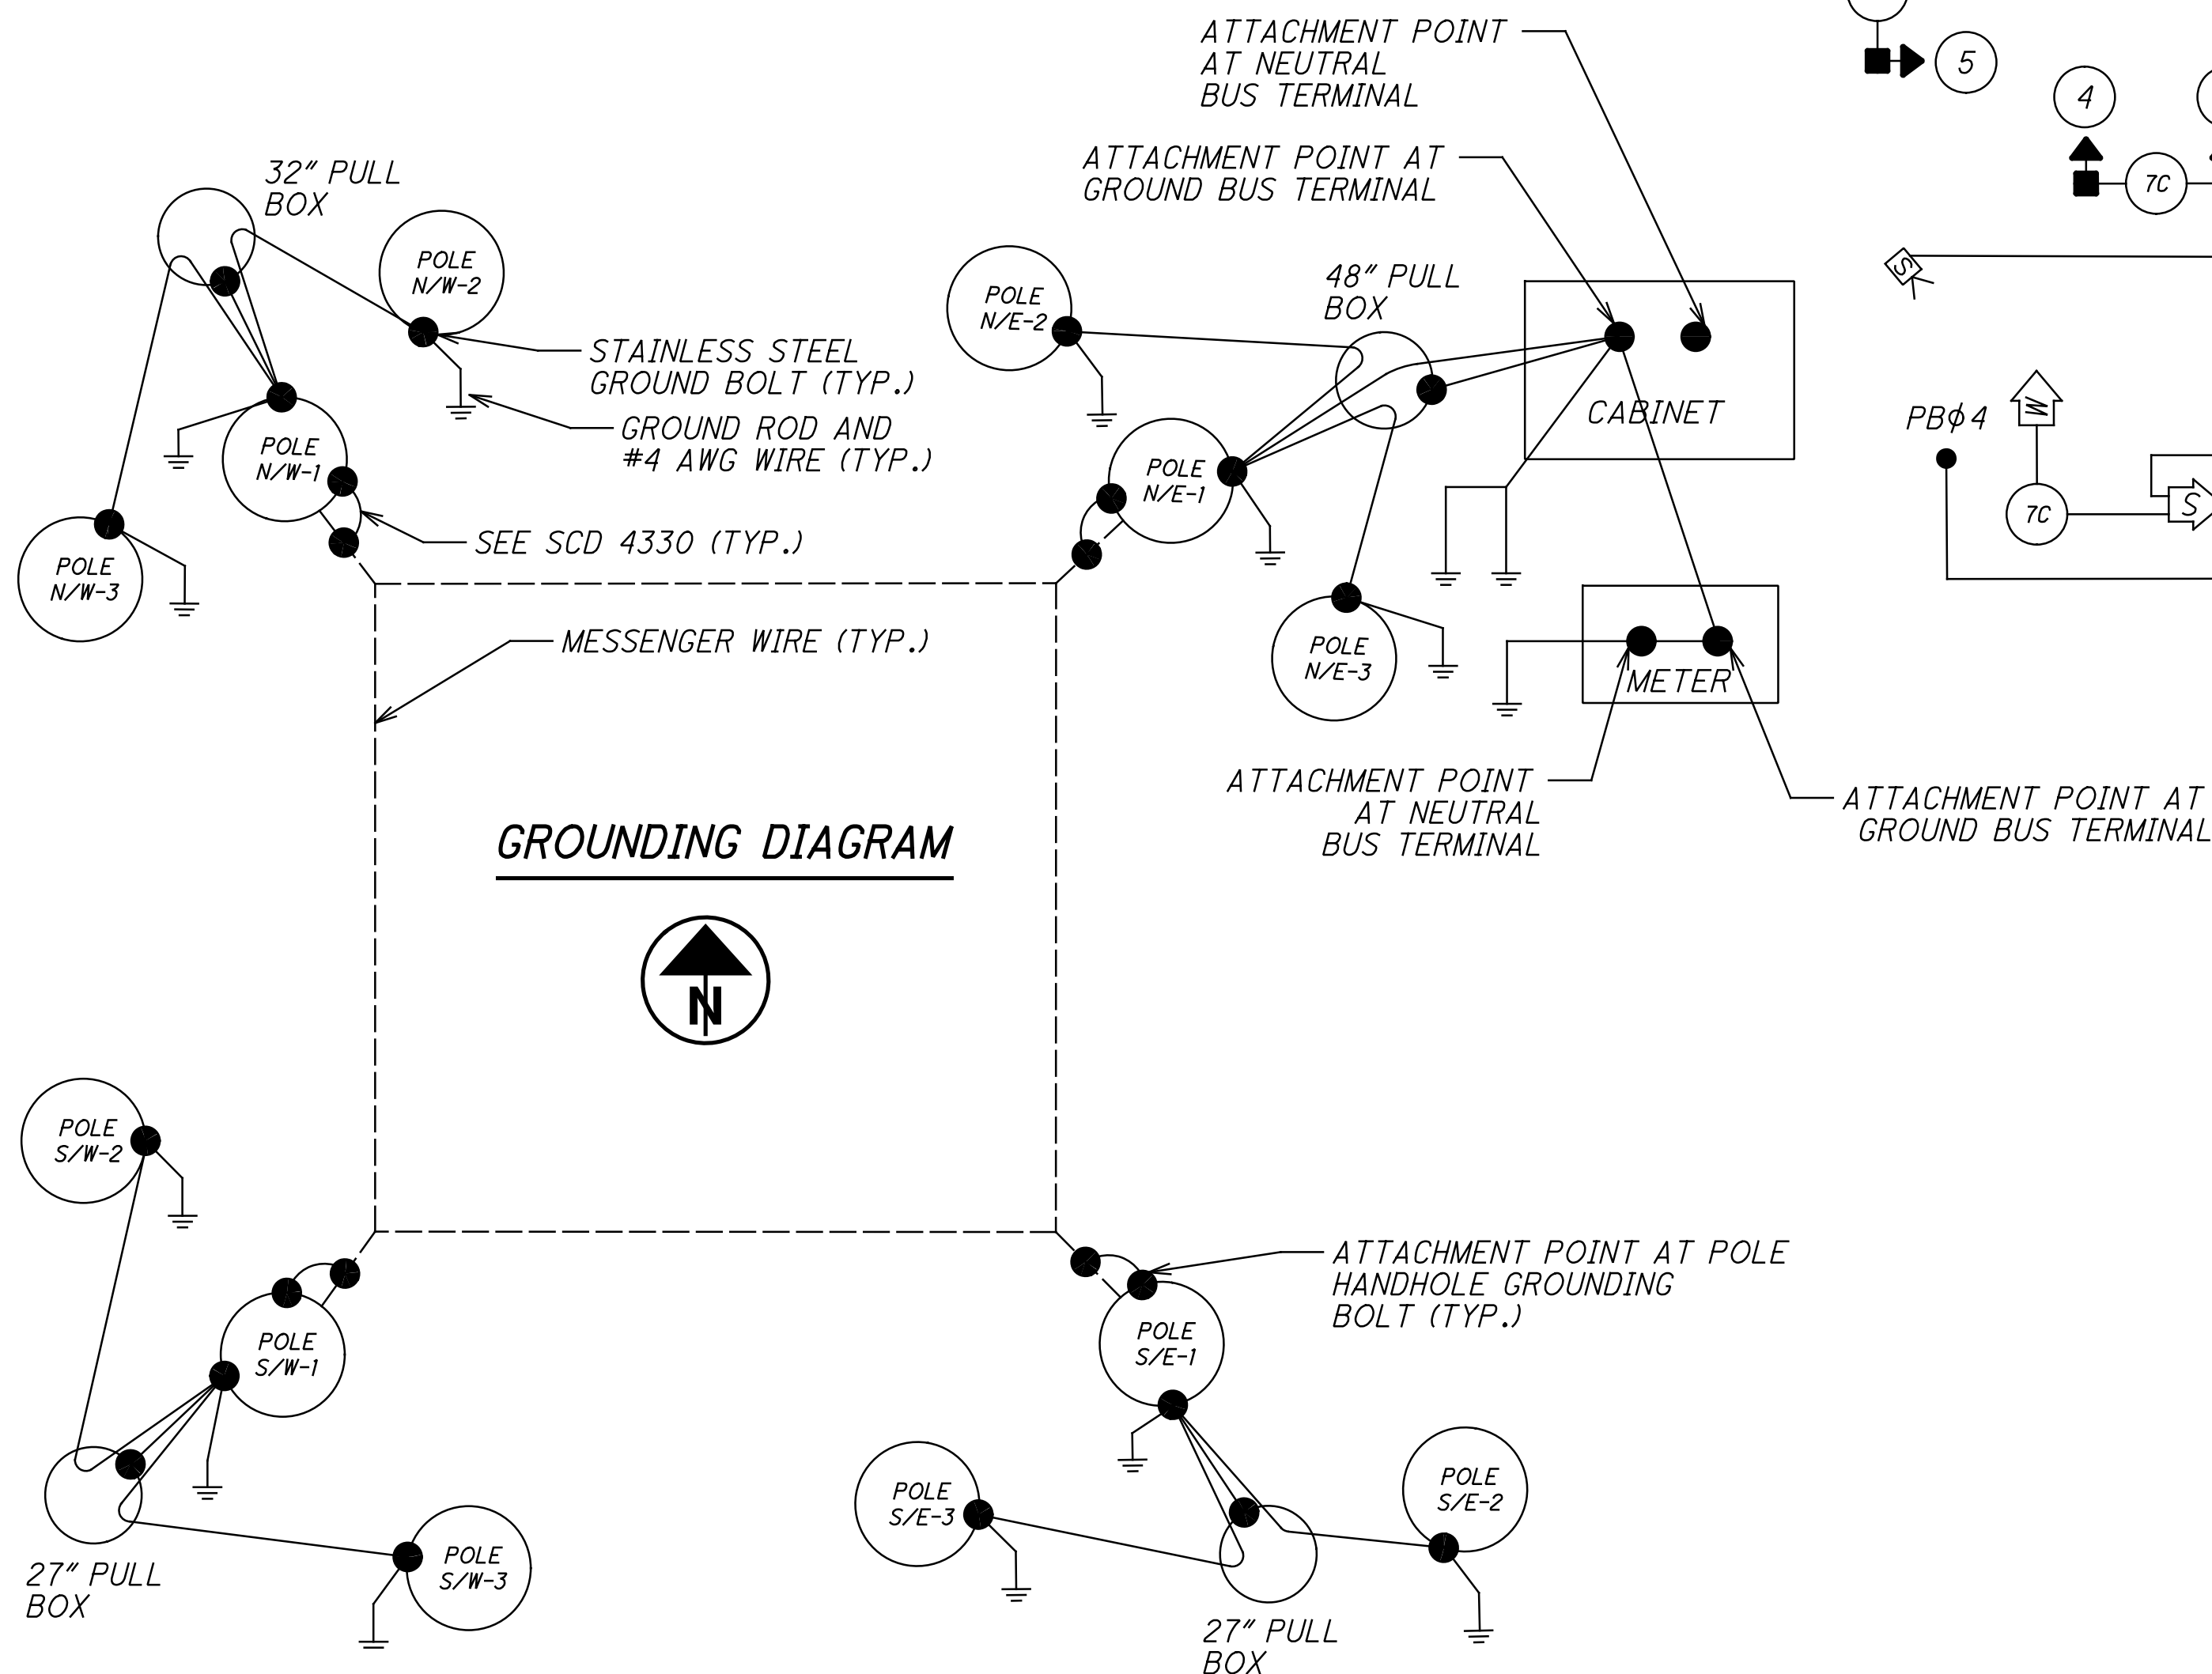 ATTACHMENT POINT
AT NEUTRAL
BUS TERMINAL
5
4
7C
ATTACHMENT POINT AT
GROUND BUS TERMINAL
32" PULL
BOX
POLE
N/W-2
STAINLESS STEEL
GROUND BOLT (TYP.)
GROUND ROD AND
#4 AWG WIRE (TYP.)
POLE
N/W-1
SEE SCD 4330 (TYP.)
POLE
N/W-3
POLE
N/E-2
48" PULL
BOX
CABINET
POLE
N/E-1
POLE
N/E-3
METER
S
PBϕ4
W
7C
S
MESSENGER WIRE (TYP.)
ATTACHMENT POINT
AT NEUTRAL
BUS TERMINAL
ATTACHMENT POINT AT
GROUND BUS TERMINAL
GROUNDING DIAGRAM
N
POLE
S/W-2
POLE
S/W-1
27" PULL
BOX
POLE
S/W-3
ATTACHMENT POINT AT POLE
HANDHOLE GROUNDING
BOLT (TYP.)
POLE
S/E-1
POLE
S/E-3
POLE
S/E-2
27" PULL
BOX